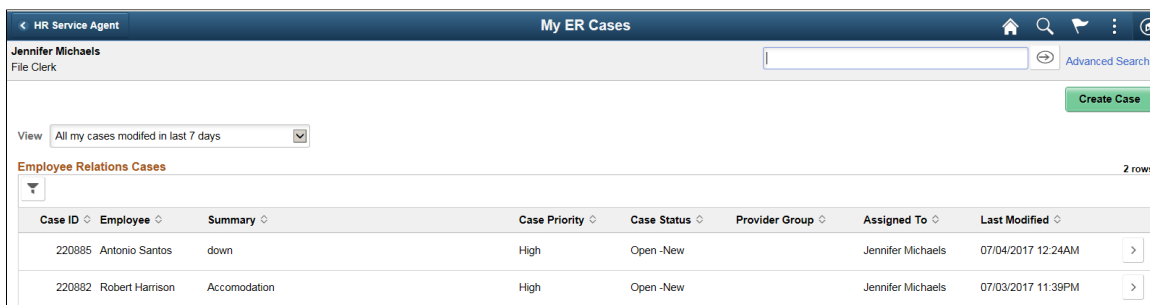 HR Service Agent
My ER Cases
Jennifer Michaels
File Clerk
Advanced Search
Create Case
View All my cases modifed in last 7 days
Employee Relations Cases
2 rows
Case ID Employee Summary Case Priority Case Status Provider Group Assigned To Last Modified
220885 Antonio Santos down High Open -New Jennifer Michaels 07/04/2017 12:24AM
220882 Robert Harrison Accomodation High Open -New Jennifer Michaels 07/03/2017 11:39PM